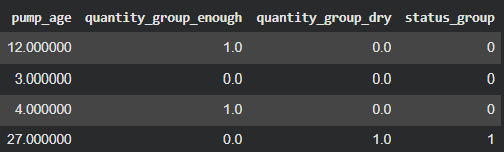 pump_age quantity_group_enough quantity_group_dry status_group
12.000000 1.0 0.0 0
3.000000 0.0 0.0 0
4.000000 1.0 0.0 0
27.000000 0.0 1.0 1